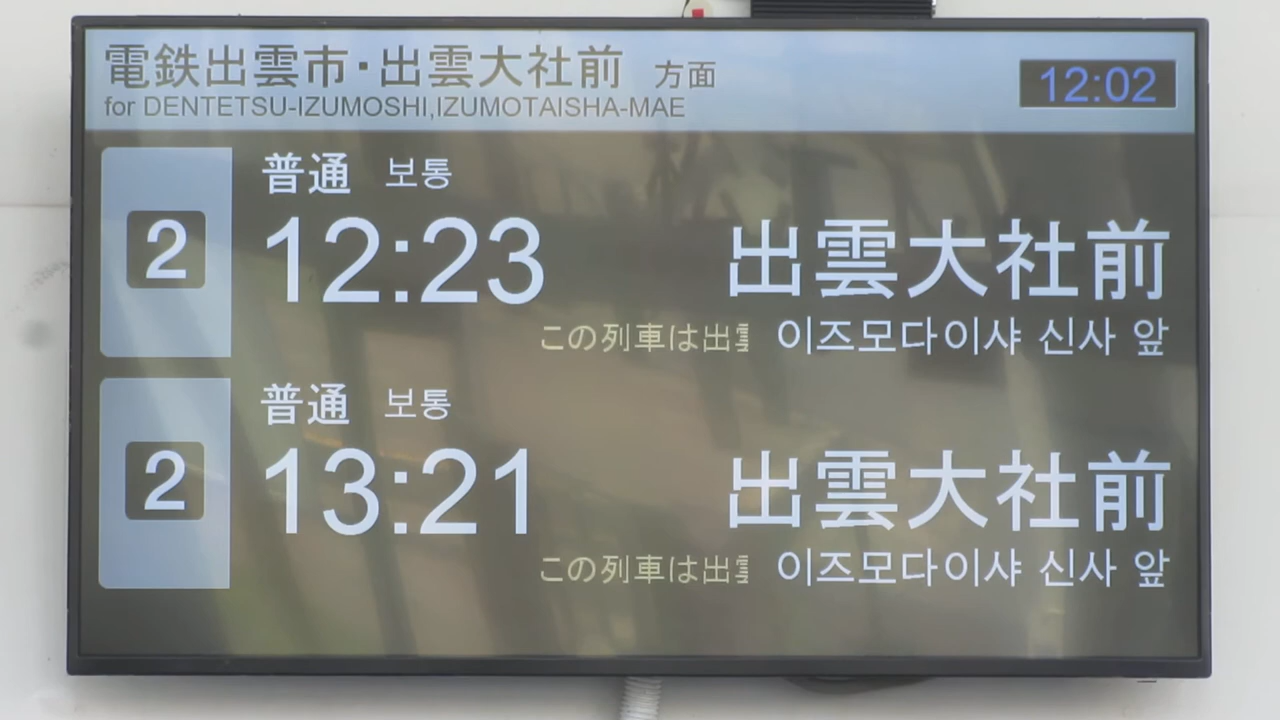 電鉄出雲市・出雲大社前 方面 12:02
for DENTETSU-IZUMOSHI,IZUMOTAISHA-MAE
普通 보통
2 12:23 出雲大社前
この列車は出 이즈모다이샤 신사 앞
普通 보통
2 13:21 出雲大社前
この列車は出 이즈모다이샤 신사 앞